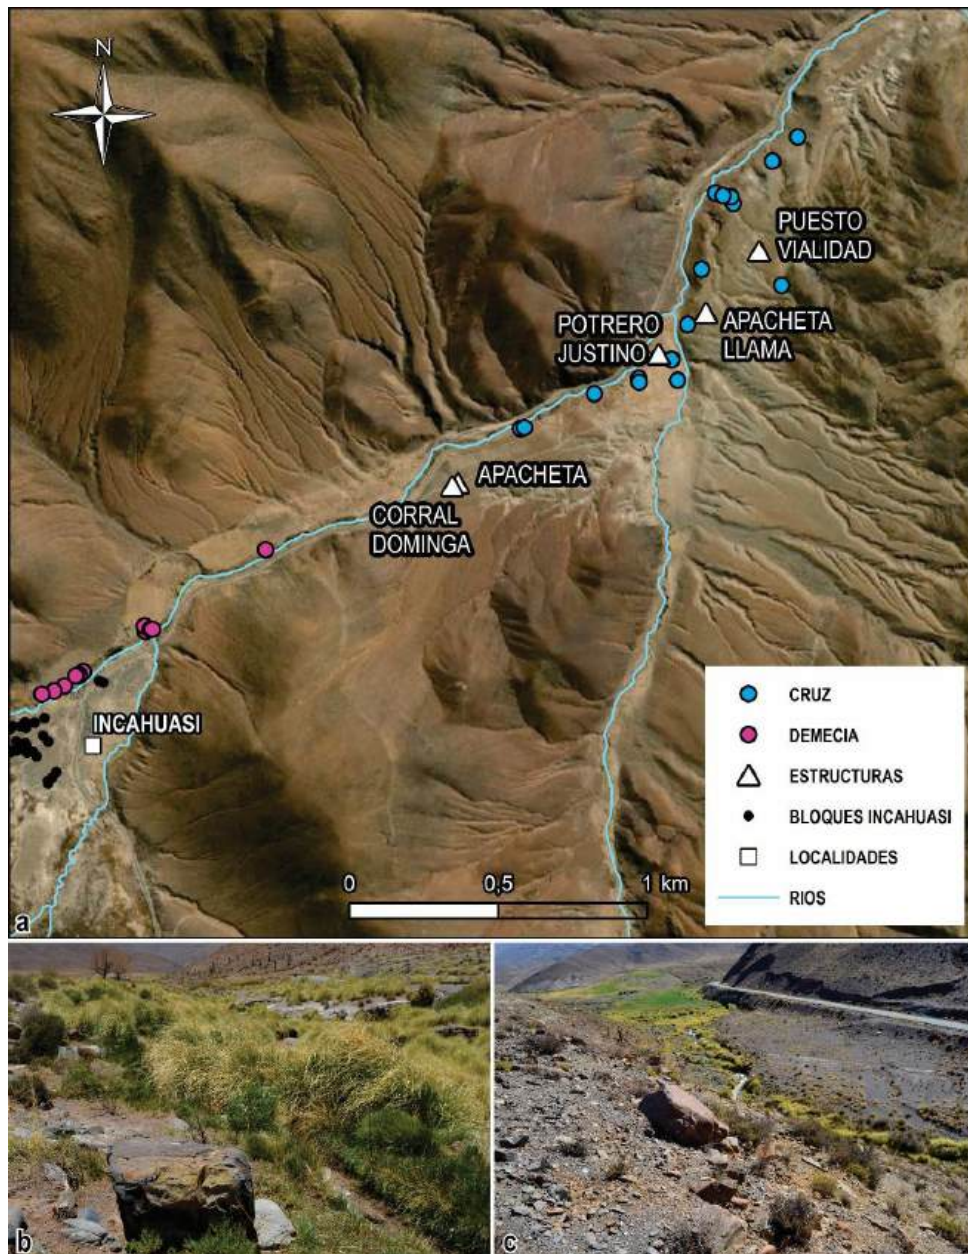 N
PUESTO
VIALIDAD
POTRERO
JUSTINO
APACHETA
LLAMA
APACHETA
CORRAL
DOMINGA
INCAHUASI
CRUZ
DEMECIA
ESTRUCTURAS
BLOQUES INCAHUASI
LOCALIDADES
RIOS
0 0,5 1 km
a
b
c